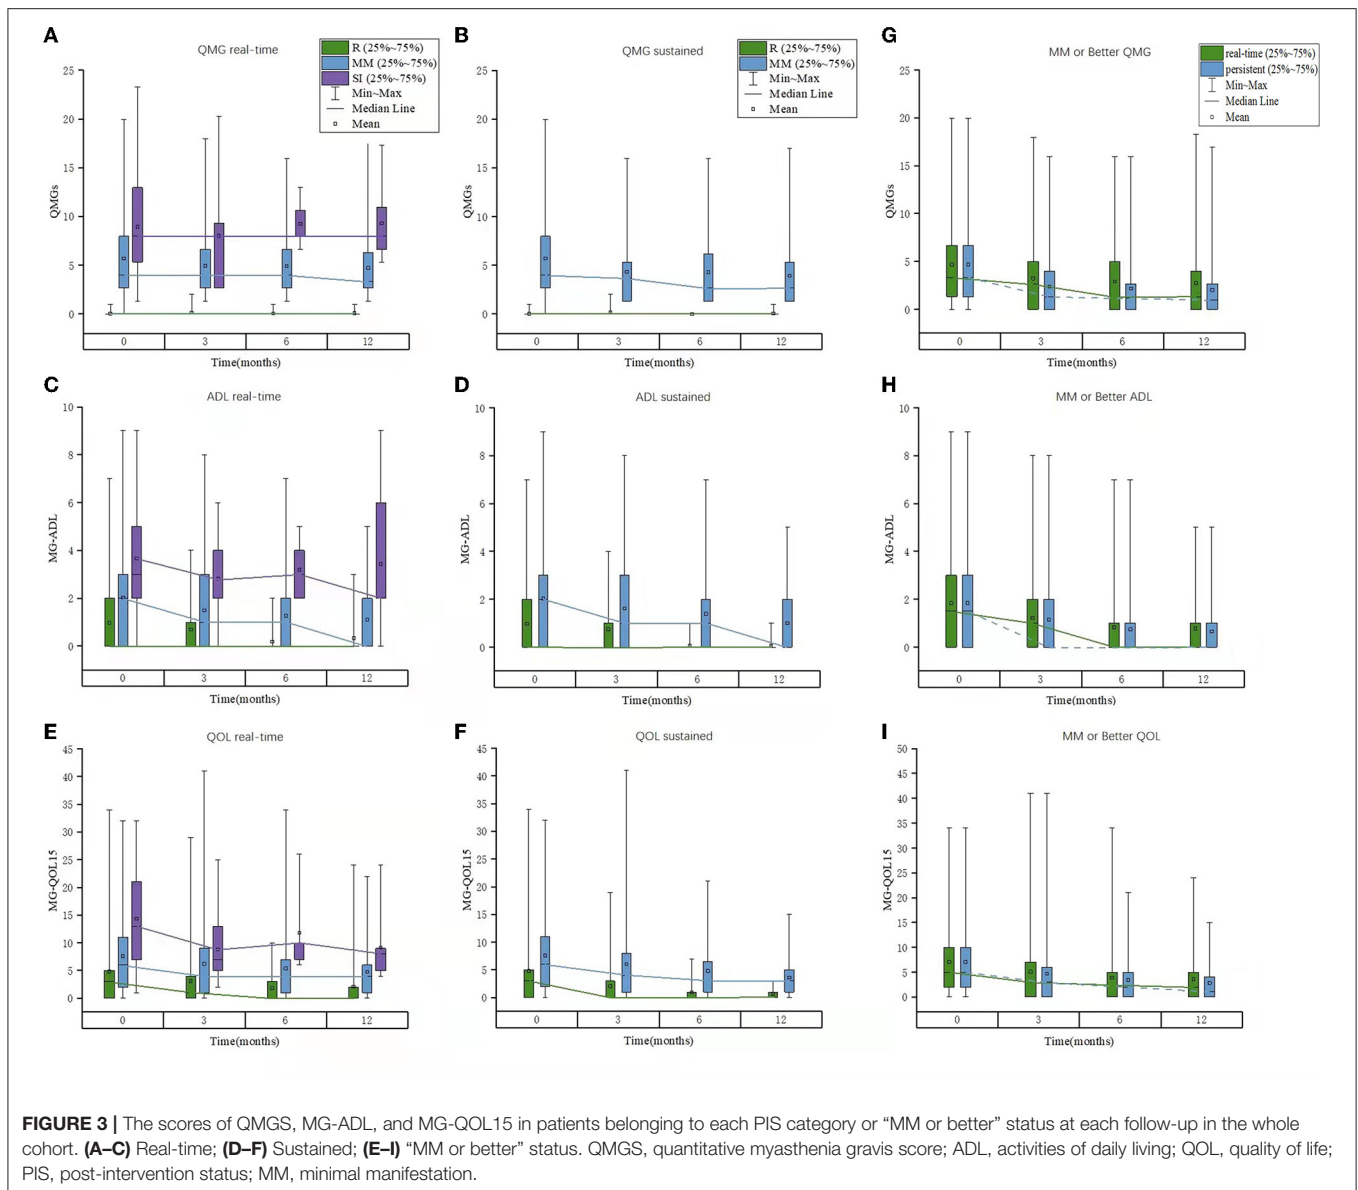 A
QMG real-time
R (25%~75%)
MM (25%~75%)
SI (25%~75%)
Min~Max
Median Line
Mean
25
20
15
10
5
0
QMGs
0 3 6 12
Time(months)
B
QMG sustained
R (25%~75%)
MM (25%~75%)
Min~Max
Median Line
Mean
25
20
15
10
5
0
QMGs
0 3 6 12
Time(months)
G
MM or Better QMG
real-time (25%~75%)
persistent (25%~75%)
Min~Max
Median Line
Mean
25
20
15
10
5
0
QMGs
0 3 6 12
Time(months)
C
ADL real-time
10
8
6
4
2
0
MG-ADL
0 3 6 12
Time(months)
D
ADL sustained
10
8
6
4
2
0
MG-ADL
0 3 6 12
Time(months)
H
MM or Better ADL
10
8
6
4
2
0
MG-ADL
0 3 6 12
Time(months)
E
QOL real-time
45
40
35
30
25
20
15
10
5
0
MG-QOL15
0 3 6 12
Time(months)
F
QOL sustained
45
40
35
30
25
20
15
10
5
0
MG-QOL15
0 3 6 12
Time(months)
I
MM or Better QOL
50
45
40
35
30
25
20
15
10
5
0
MG-QOL15
0 3 6 12
Time(months)
FIGURE 3 | The scores of QMGS, MG-ADL, and MG-QOL15 in patients belonging to each PIS category or “MM or better” status at each follow-up in the whole
cohort. (A–C) Real-time; (D–F) Sustained; (E–I) “MM or better” status. QMGS, quantitative myasthenia gravis score; ADL, activities of daily living; QOL, quality of life;
PIS, post-intervention status; MM, minimal manifestation.